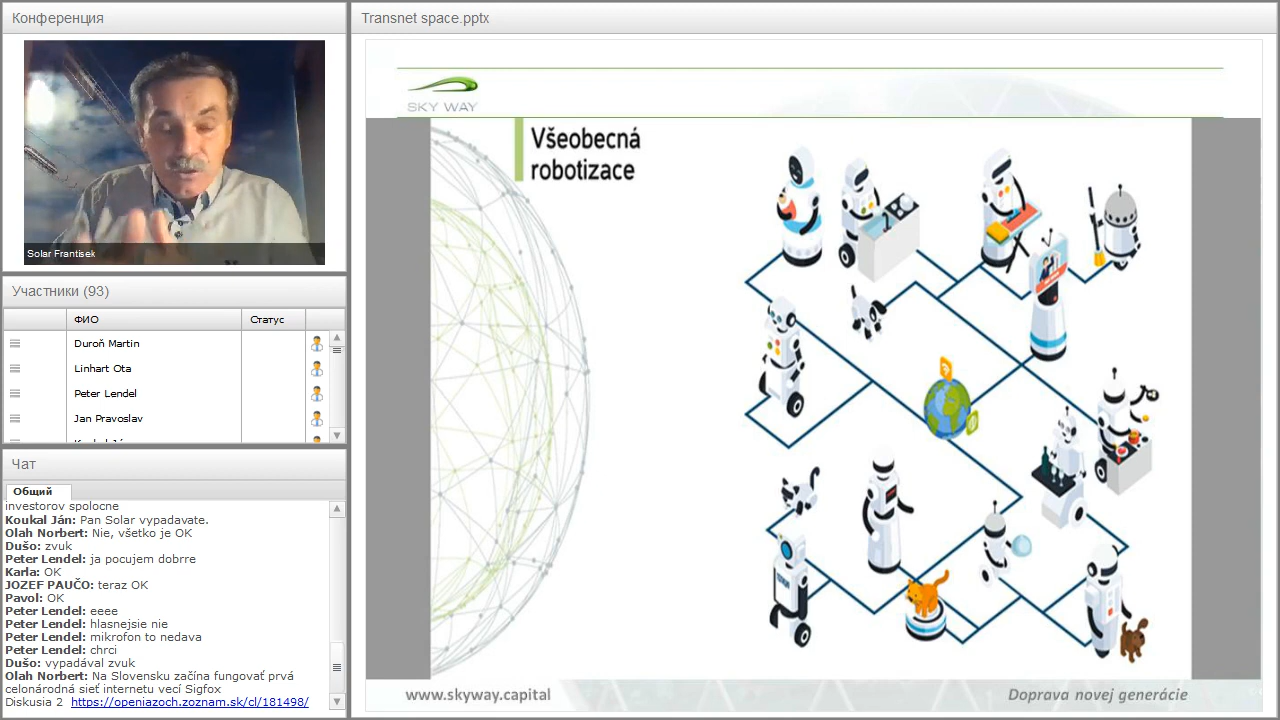 Конференция
Solar Frantisek
Участники (93)
ФИО Статус
Duroň Martin
Linhart Ota
Peter Lendel
Jan Pravoslav
Чат
Общий
investorov spolocne
Koukal Ján: Pan Solar vypadavate.
Olah Norbert: Nie, všetko je OK
Dušo: zvuk
Peter Lendel: ja pocujem dobrre
Karla: OK
JOZEF PAUČO: teraz OK
Pavol: OK
Peter Lendel: eeee
Peter Lendel: hlasnejsie nie
Peter Lendel: mikrofon to nedava
Peter Lendel: chrci
Dušo: vypadával zvuk
Olah Norbert: Na Slovensku začína fungovať prvá
celonárodná sieť internetu vecí Sigfox
Diskusia 2 https://openiazoch.zoznam.sk/cl/181498/
Transnet space.pptx
SKY WAY
Všeobecná
robotizace
www.skyway.capital
Doprava novej generácie